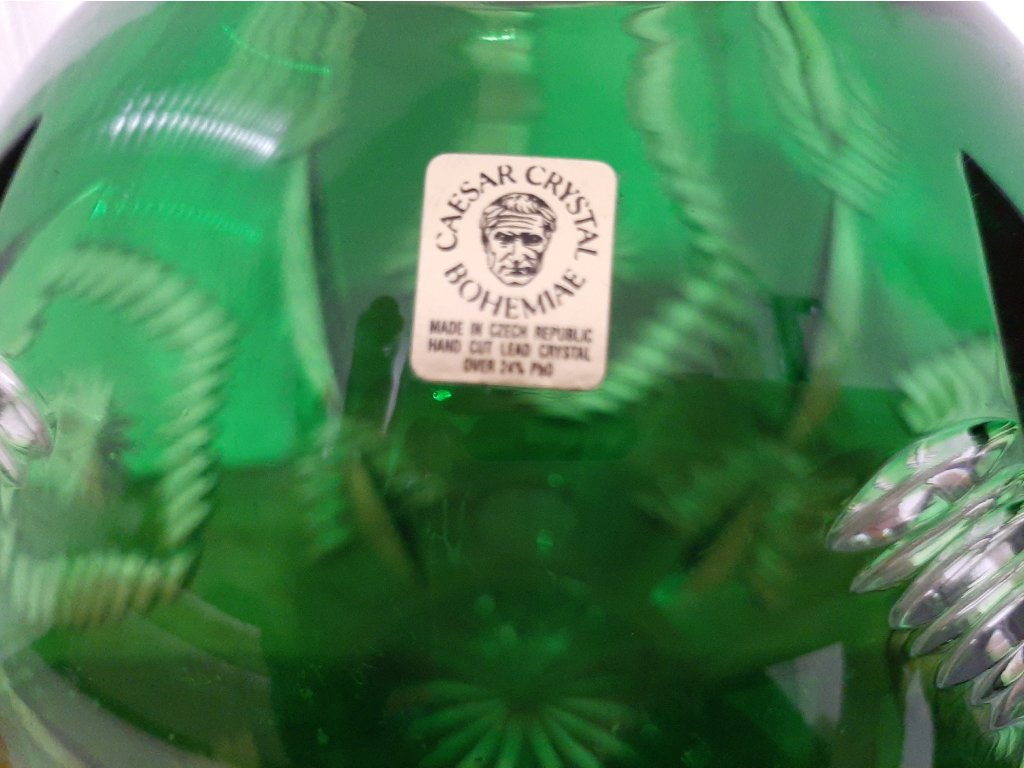 CAESAR CRYSTAL
BOHEMIAE
MADE IN CZECH REPUBLIC
HAND CUT LEAD CRYSTAL
OVER 24% PbO